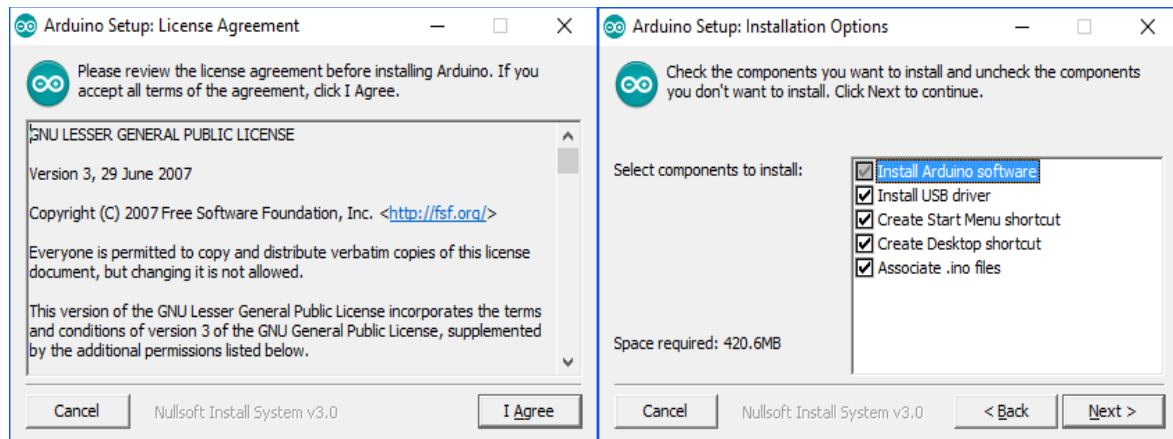 Arduino Setup: License Agreement
Please review the license agreement before installing Arduino. If you
accept all terms of the agreement, click I Agree.
GNU LESSER GENERAL PUBLIC LICENSE
Version 3, 29 June 2007
Copyright (C) 2007 Free Software Foundation, Inc. <http://fsf.org/>
Everyone is permitted to copy and distribute verbatim copies of this license
document, but changing it is not allowed.
This version of the GNU Lesser General Public License incorporates the terms
and conditions of version 3 of the GNU General Public License, supplemented
by the additional permissions listed below.
Cancel
Nullsoft Install System v3.0
I Agree
Arduino Setup: Installation Options
Check the components you want to install and uncheck the components
you don't want to install. Click Next to continue.
Select components to install:
Install Arduino software
Install USB driver
Create Start Menu shortcut
Create Desktop shortcut
Associate .ino files
Space required: 420.6MB
Cancel
Nullsoft Install System v3.0
< Back
Next >